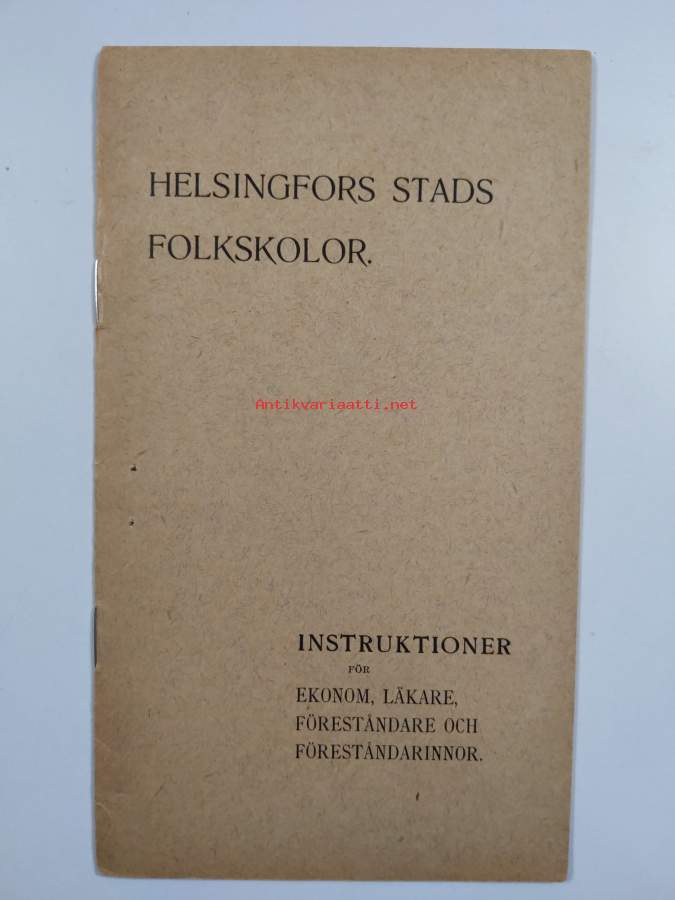 HELSINGFORS STADS
FOLKSKOLOR.
Antikvariaatti.net
INSTRUKTIONER
FÖR
EKONOM, LÄKARE,
FÖRESTÅNDARE OCH
FÖRESTÅNDARINNOR.